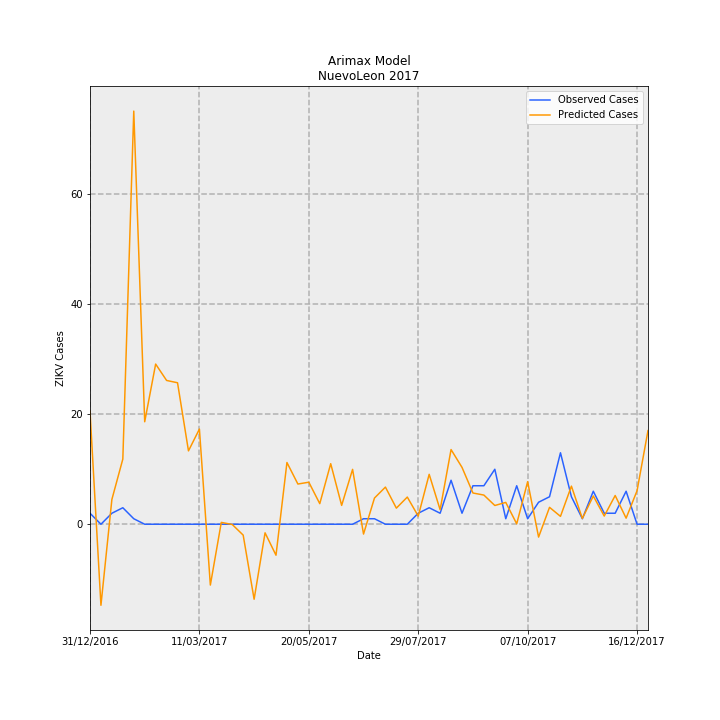 Arimax Model
NuevoLeon 2017
Observed Cases
Predicted Cases
ZIKV Cases
60
40
20
0
31/12/2016 11/03/2017 20/05/2017 29/07/2017 07/10/2017 16/12/2017
Date